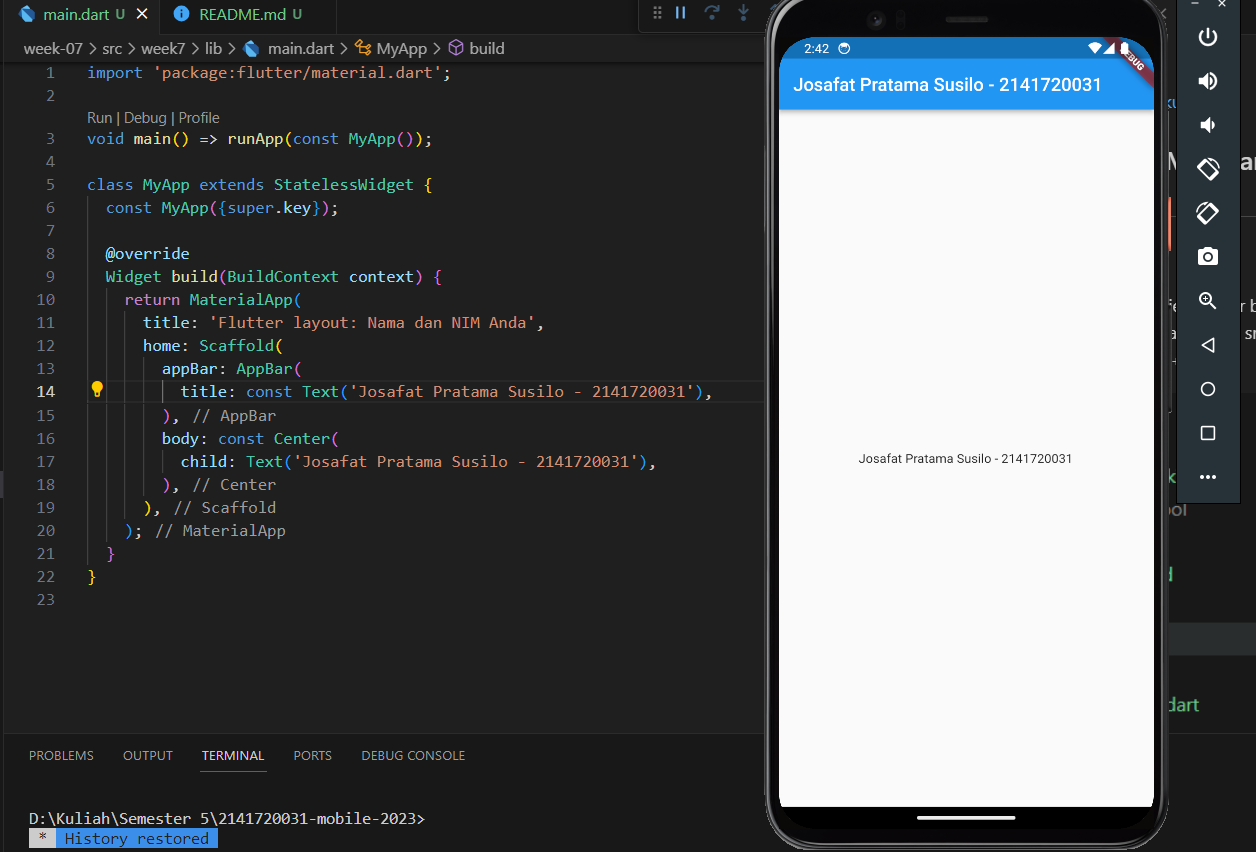 main.dart U
README.md U
week-07 > src > week7 > lib > main.dart > MyApp > build
1 import 'package:flutter/material.dart';
2
Run | Debug | Profile
3 void main() => runApp(const MyApp());
4
5 class MyApp extends StatelessWidget {
6 const MyApp({super.key});
7
8 @override
9 Widget build(BuildContext context) {
10 return MaterialApp(
11 title: 'Flutter layout: Nama dan NIM Anda',
12 home: Scaffold(
13 appBar: AppBar(
14 title: const Text('Josafat Pratama Susilo - 2141720031'),
15 ), // AppBar
16 body: const Center(
17 child: Text('Josafat Pratama Susilo - 2141720031'),
18 ), // Center
19 ), // Scaffold
20 ); // MaterialApp
21 }
22 }
23
PROBLEMS OUTPUT TERMINAL PORTS DEBUG CONSOLE
D:\Kuliah\Semester 5\2141720031-mobile-2023>
* History restored
2:42
DEBUG
Josafat Pratama Susilo - 2141720031
Josafat Pratama Susilo - 2141720031
dart